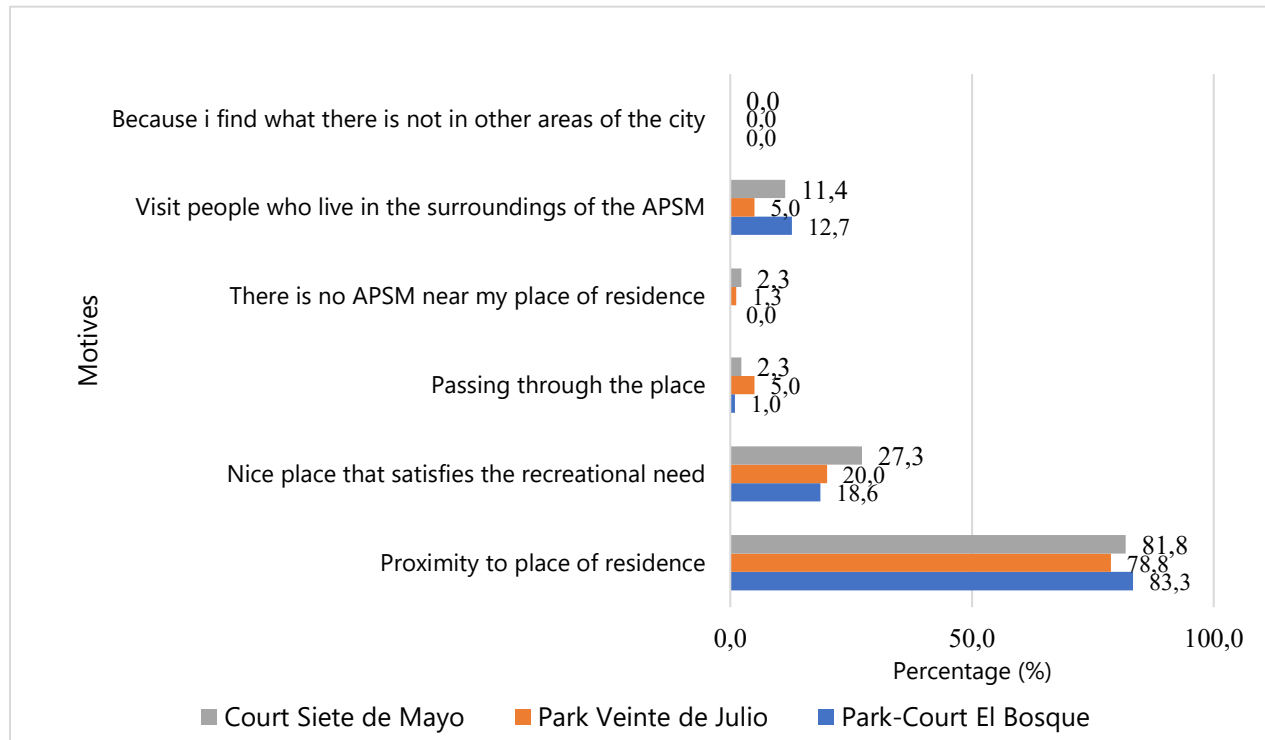 Because i find what there is not in other areas of the city
0,0
0,0
0,0
Visit people who live in the surroundings of the APSM
11,4
5,0
12,7
There is no APSM near my place of residence
2,3
1,3
0,0
Passing through the place
2,3
5,0
1,0
Nice place that satisfies the recreational need
27,3
20,0
18,6
Proximity to place of residence
81,8
78,8
83,3
Motives
0,0 50,0 100,0
Percentage (%)
Court Siete de Mayo Park Veinte de Julio Park-Court El Bosque